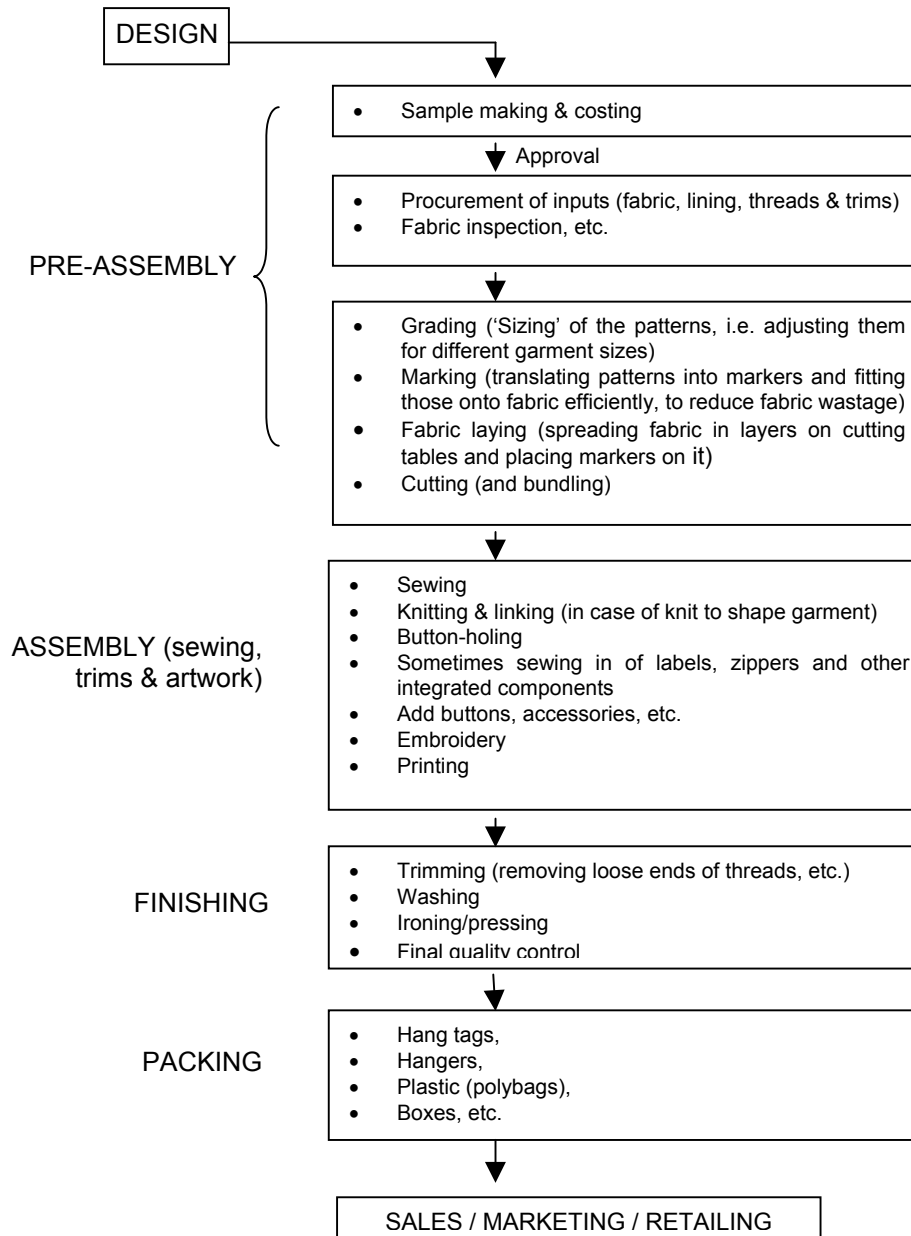 DESIGN
• Sample making & costing
Approval
• Procurement of inputs (fabric, lining, threads & trims)
• Fabric inspection, etc.
PRE-ASSEMBLY
• Grading (‘Sizing’ of the patterns, i.e. adjusting them
for different garment sizes)
• Marking (translating patterns into markers and fitting
those onto fabric efficiently, to reduce fabric wastage)
• Fabric laying (spreading fabric in layers on cutting
tables and placing markers on it)
• Cutting (and bundling)
ASSEMBLY (sewing,
trims & artwork)
• Sewing
• Knitting & linking (in case of knit to shape garment)
• Button-holing
• Sometimes sewing in of labels, zippers and other
integrated components
• Add buttons, accessories, etc.
• Embroidery
• Printing
FINISHING
• Trimming (removing loose ends of threads, etc.)
• Washing
• Ironing/pressing
• Final quality control
PACKING
• Hang tags,
• Hangers,
• Plastic (polybags),
• Boxes, etc.
SALES / MARKETING / RETAILING